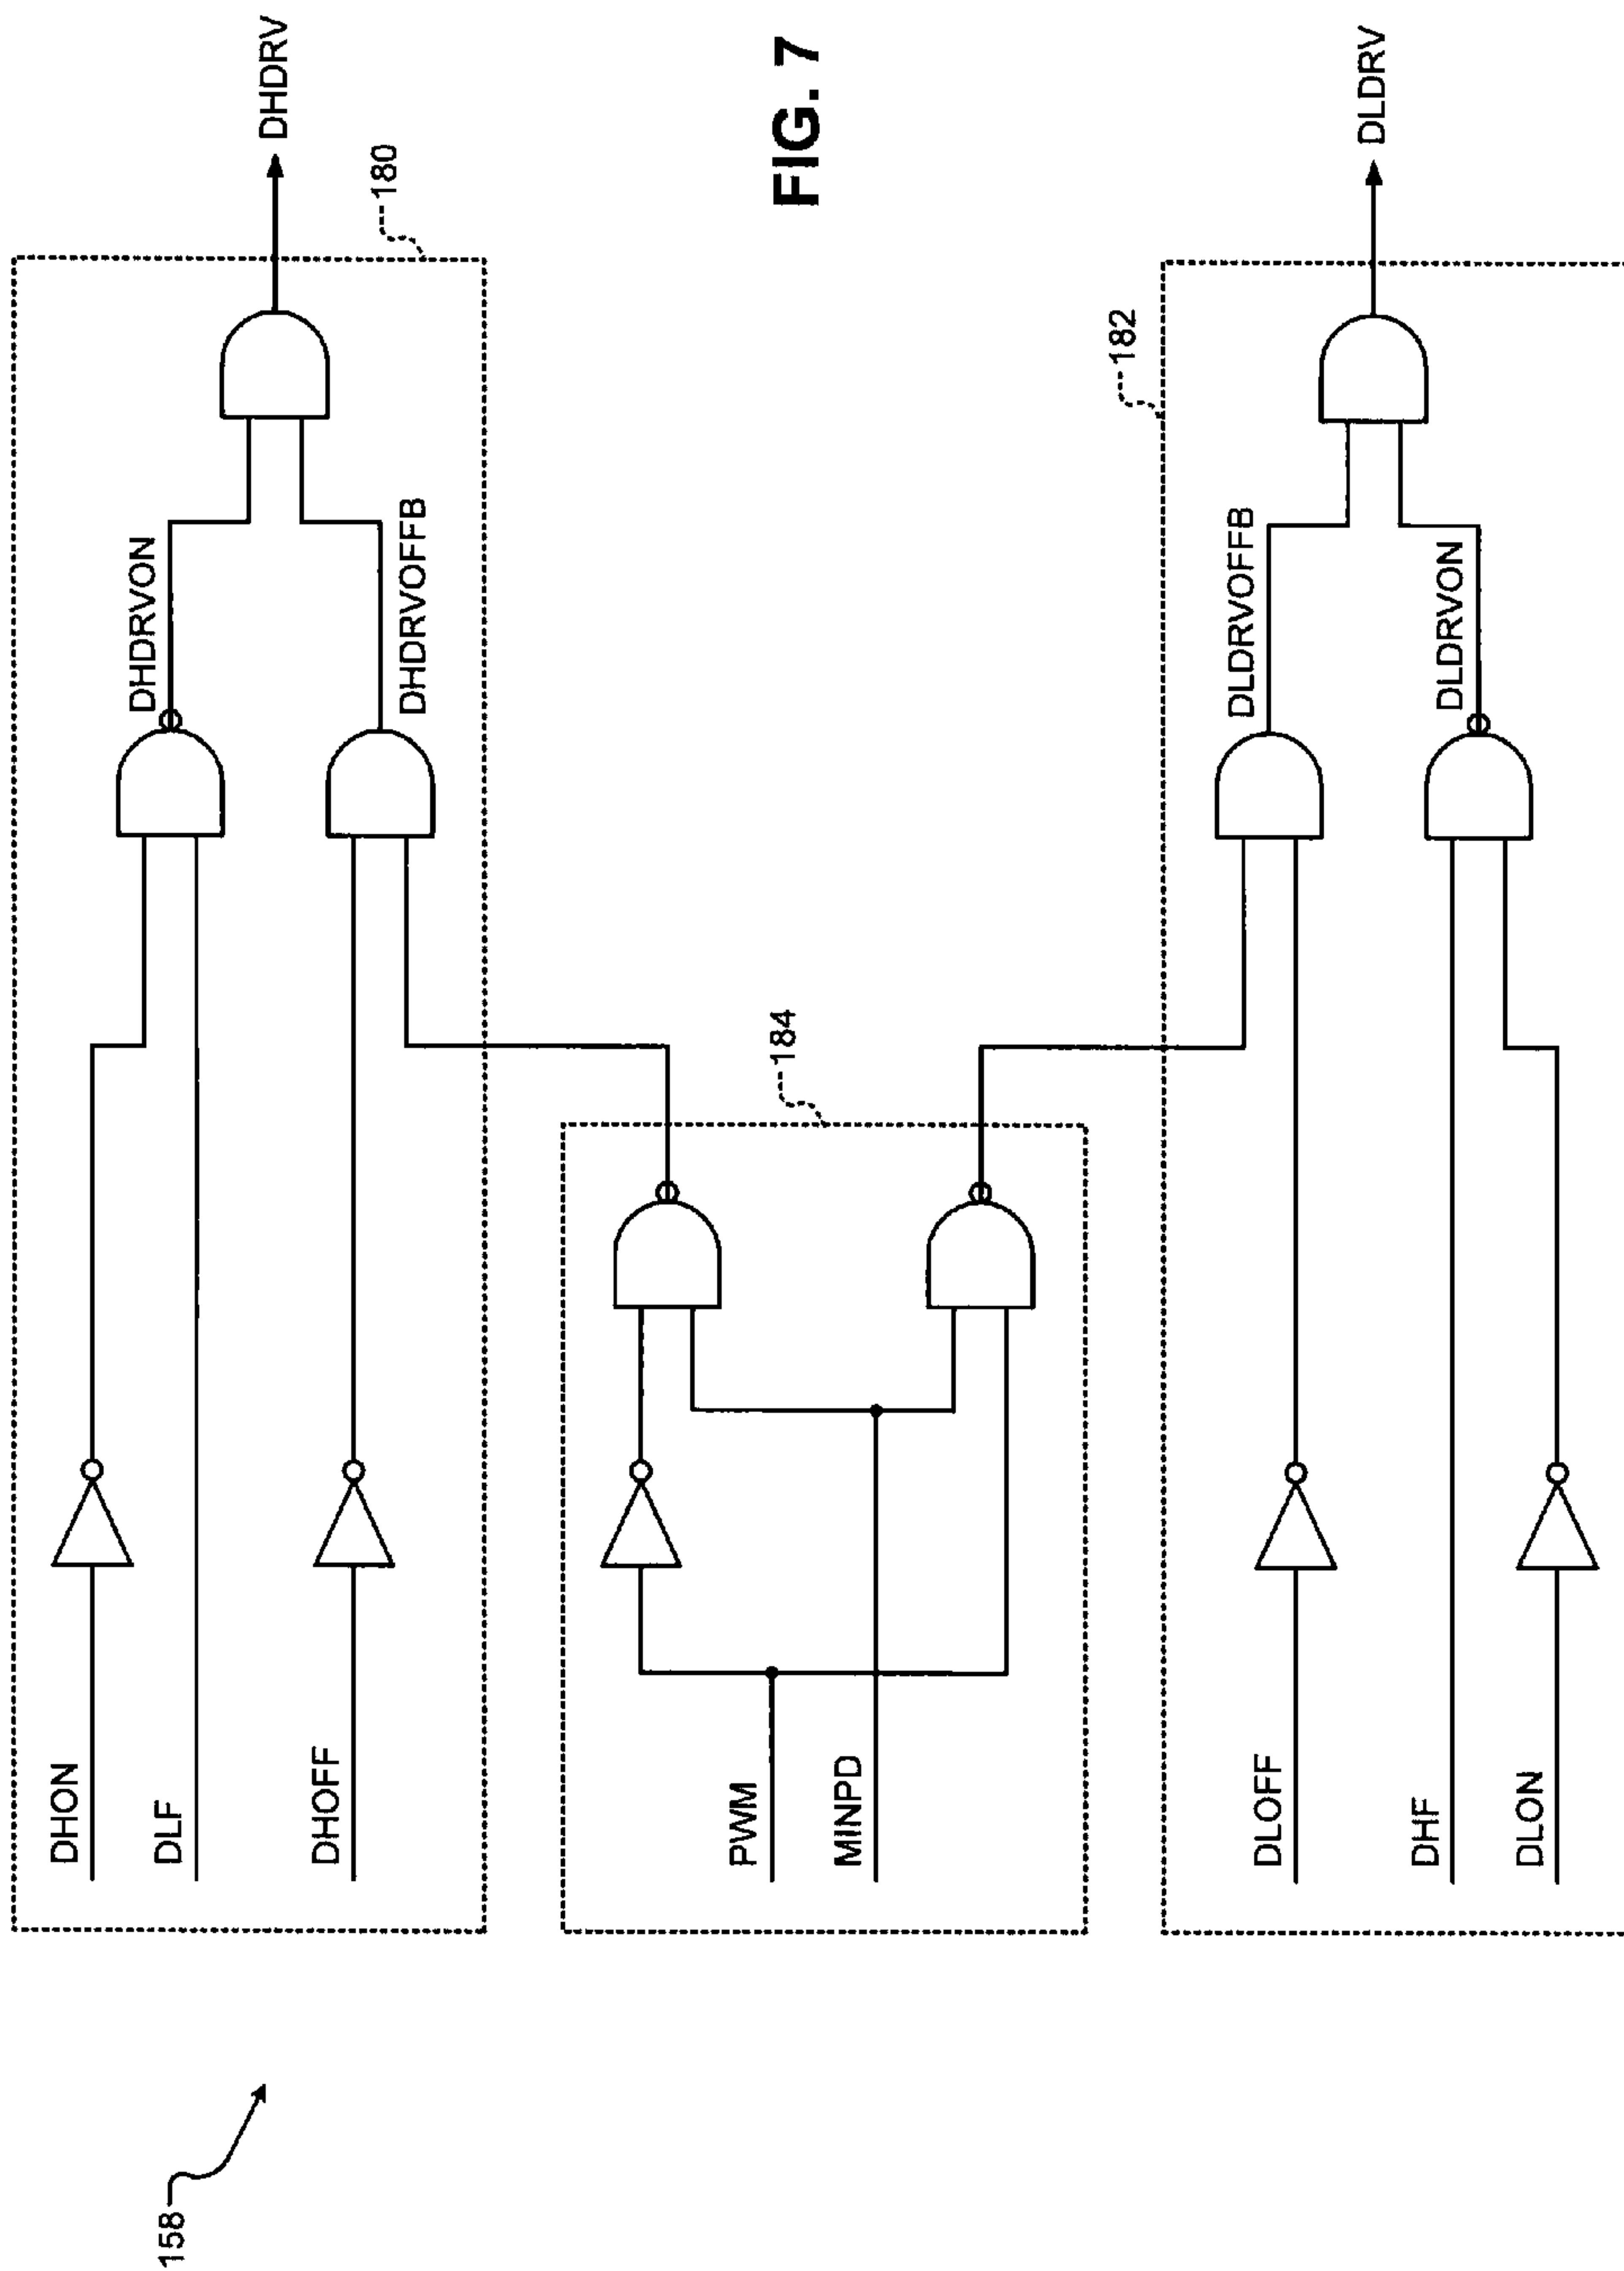 DHDRV
180
DHDRVON
DHDRVOFFB
DHON
DLF
DHOFF
FIG. 7
184
PWM
MINPD
DLDRV
182
DLDRVOFFB
DLDRVON
DLOFF
DHF
DLON
158